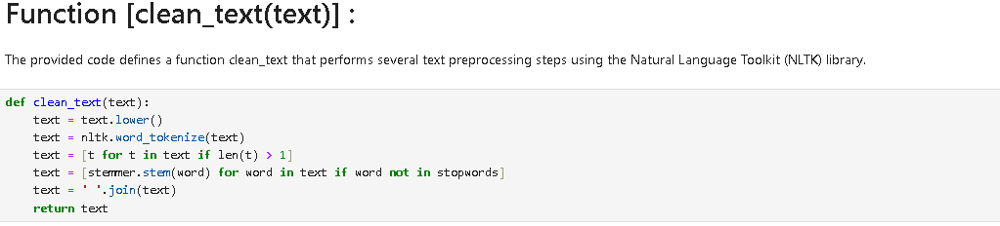 Function [clean_text(text)] :
The provided code defines a function clean_text that performs several text preprocessing steps using the Natural Language Toolkit (NLTK) library.
def clean_text(text):
    text = text.lower()
    text = nltk.word_tokenize(text)
    text = [t for t in text if len(t) > 1]
    text = [stemmer.stem(word) for word in text if word not in stopwords]
    text = ' '.join(text)
    return text